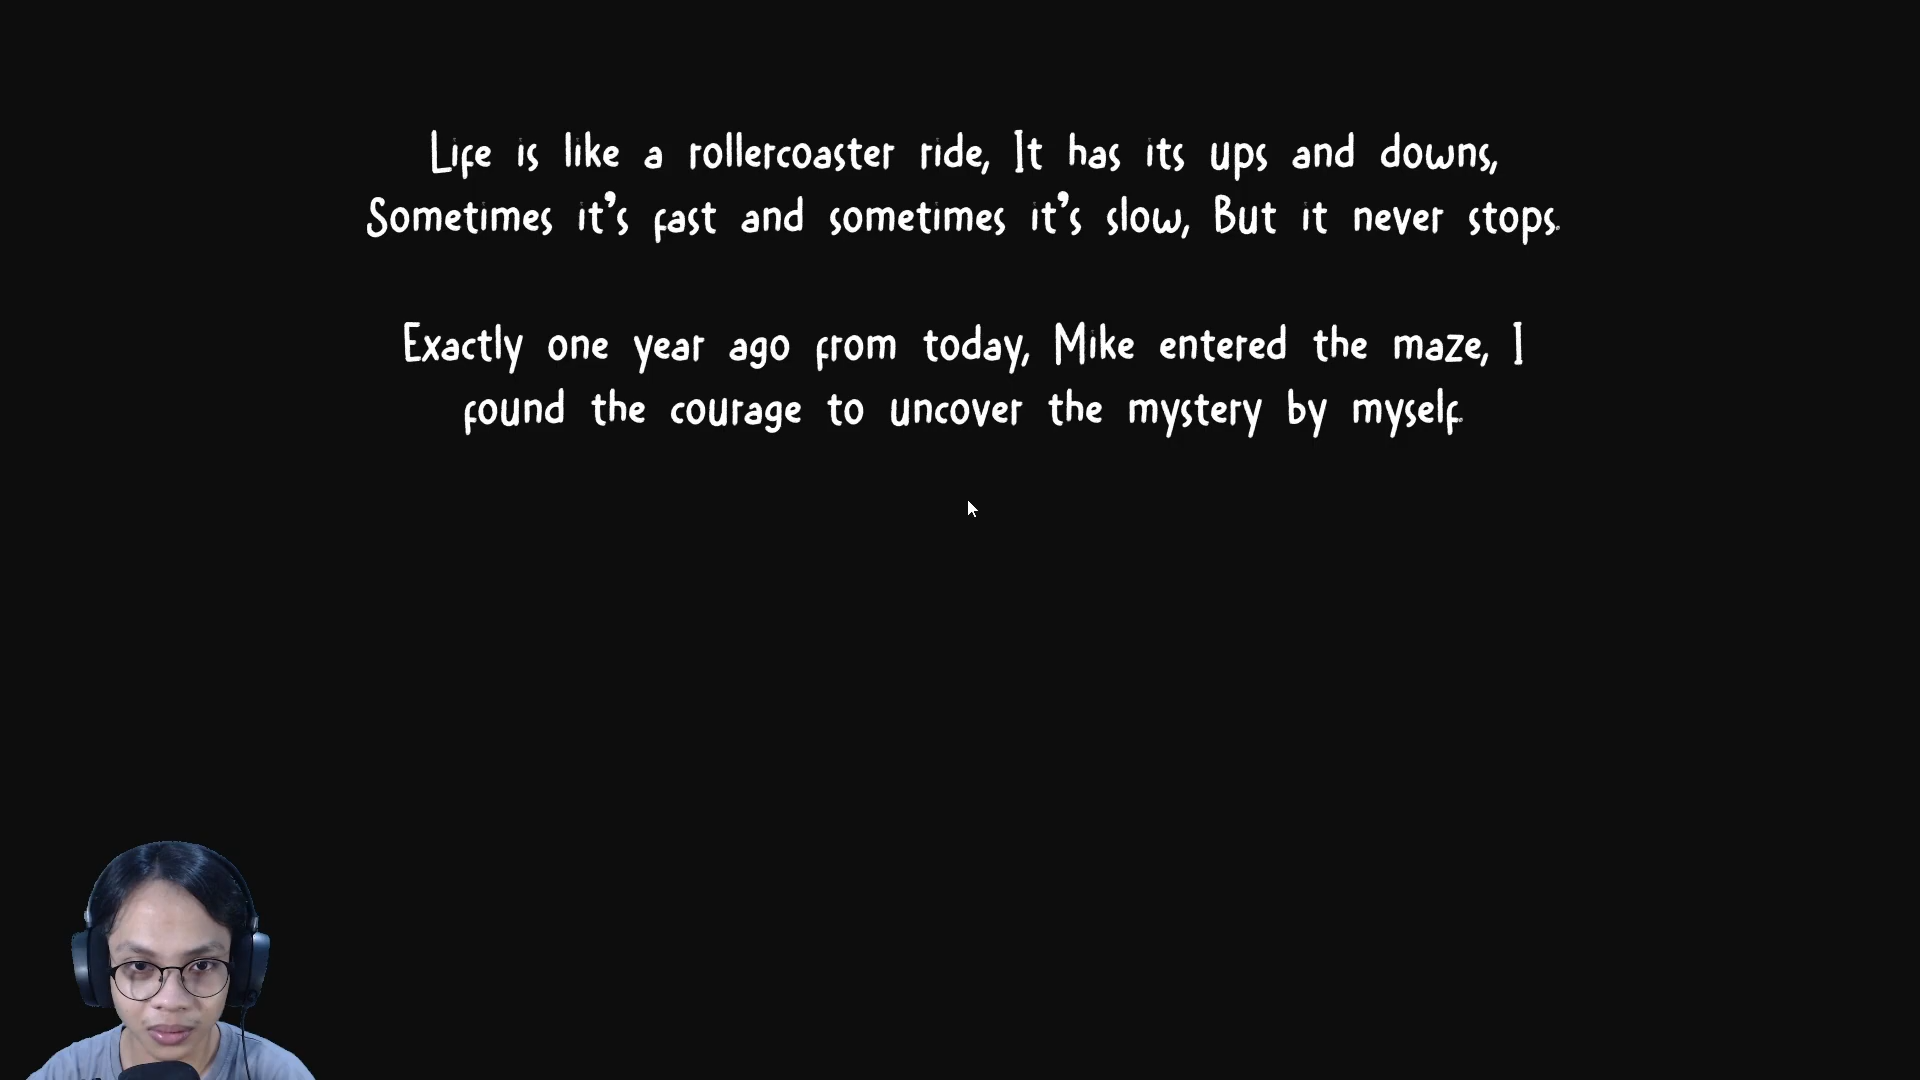 Life is like a rollercoaster ride, It has its ups and downs,
Sometimes it's fast and sometimes it's slow, But it never stops.
Exactly one year ago from today, Mike entered the maze, I
found the courage to uncover the mystery by myself.